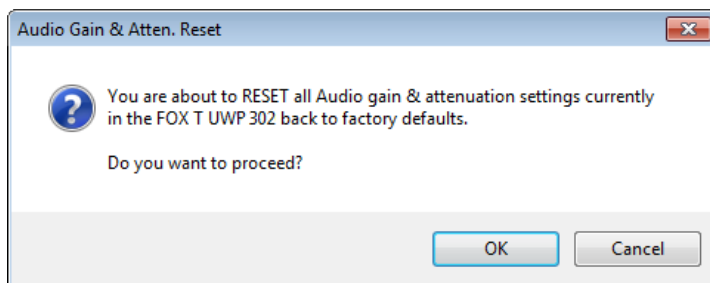 Audio Gain & Atten. Reset
You are about to RESET all Audio gain & attenuation settings currently
in the FOX T UWP 302 back to factory defaults.
Do you want to proceed?
OK
Cancel